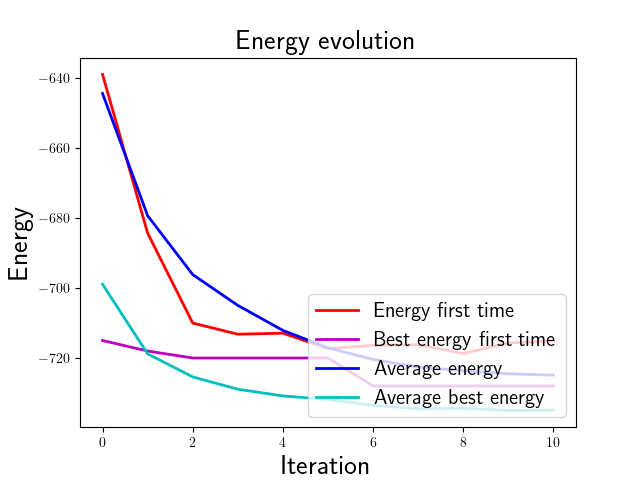 Energy evolution
Energy
−640
−660
−680
−700
−720
Energy first time
Best energy first time
Average energy
Average best energy
0
2
4
6
8
10
Iteration